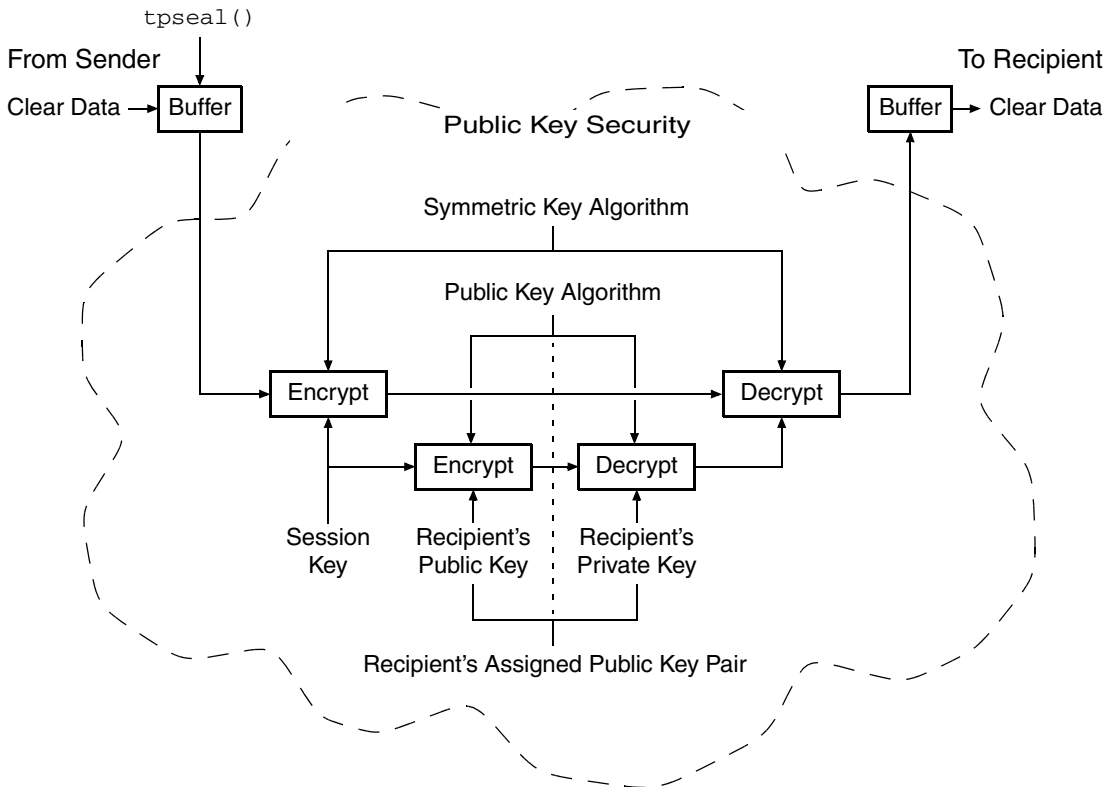 tpseal()
From Sender
To Recipient
Clear Data
Buffer
Buffer
Clear Data
Public Key Security
Symmetric Key Algorithm
Public Key Algorithm
Encrypt
Decrypt
Encrypt
Decrypt
Session
Key
Recipient’s
Public Key
Recipient’s
Private Key
Recipient’s Assigned Public Key Pair